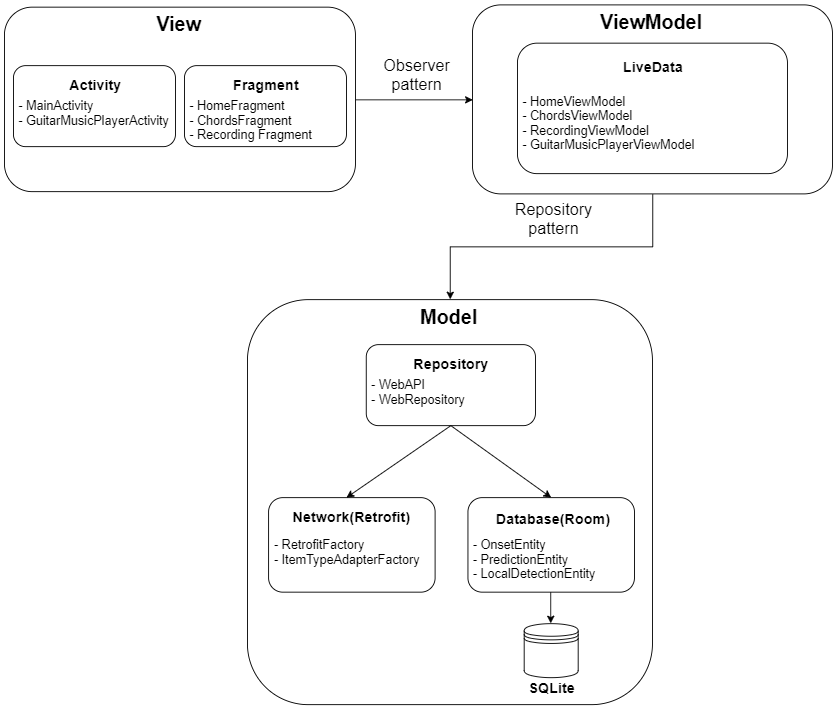 View
Activity
- MainActivity
- GuitarMusicPlayerActivity
Fragment
- HomeFragment
- ChordsFragment
- Recording Fragment
Observer
pattern
ViewModel
LiveData
- HomeViewModel
- ChordsViewModel
- RecordingViewModel
- GuitarMusicPlayerViewModel
Repository
pattern
Model
Repository
- WebAPI
- WebRepository
Network(Retrofit)
- RetrofitFactory
- ItemTypeAdapterFactory
Database(Room)
- OnsetEntity
- PredictionEntity
- LocalDetectionEntity
SQLite